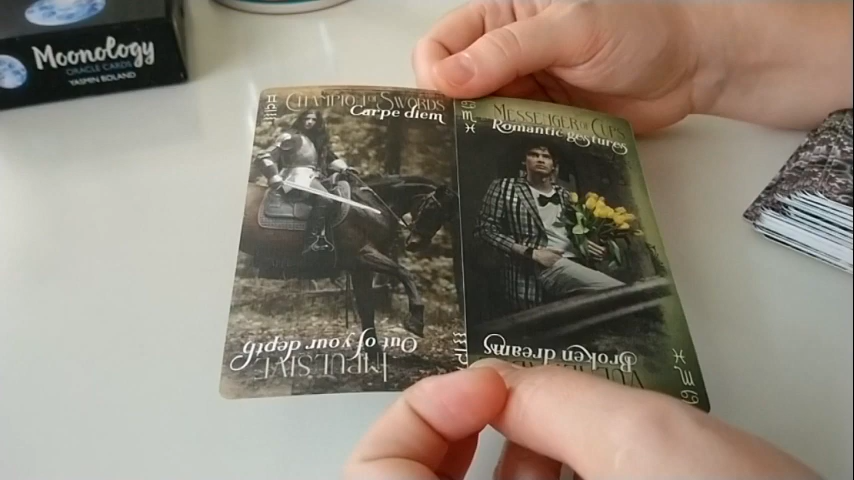 Moonology
ORACLE CARDS
YASMIN BOLAND
CHAMPION OF SWORDS
Carpe diem
MESSENGER OF CUPS
Romantic gestures
Out of your depth
IMPULSIVE
Broken dreams